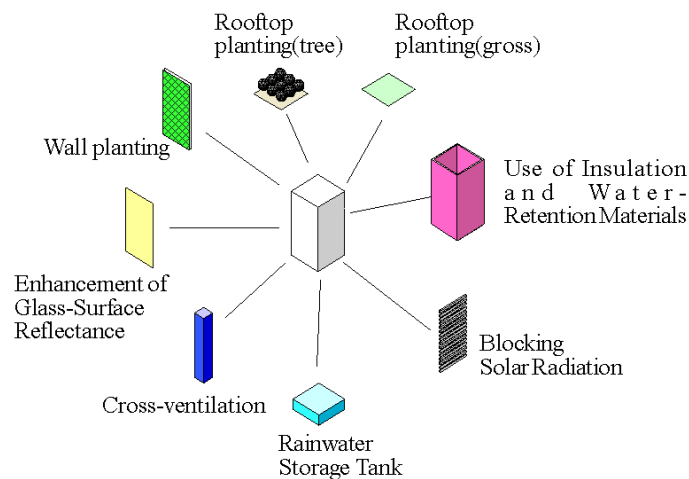 Rooftop
planting(tree)
Rooftop
planting(gross)
Wall planting
Use of Insulation
and Water-
Retention Materials
Enhancement of
Glass-Surface
Reflectance
Blocking
Solar Radiation
Cross-ventilation
Rainwater
Storage Tank